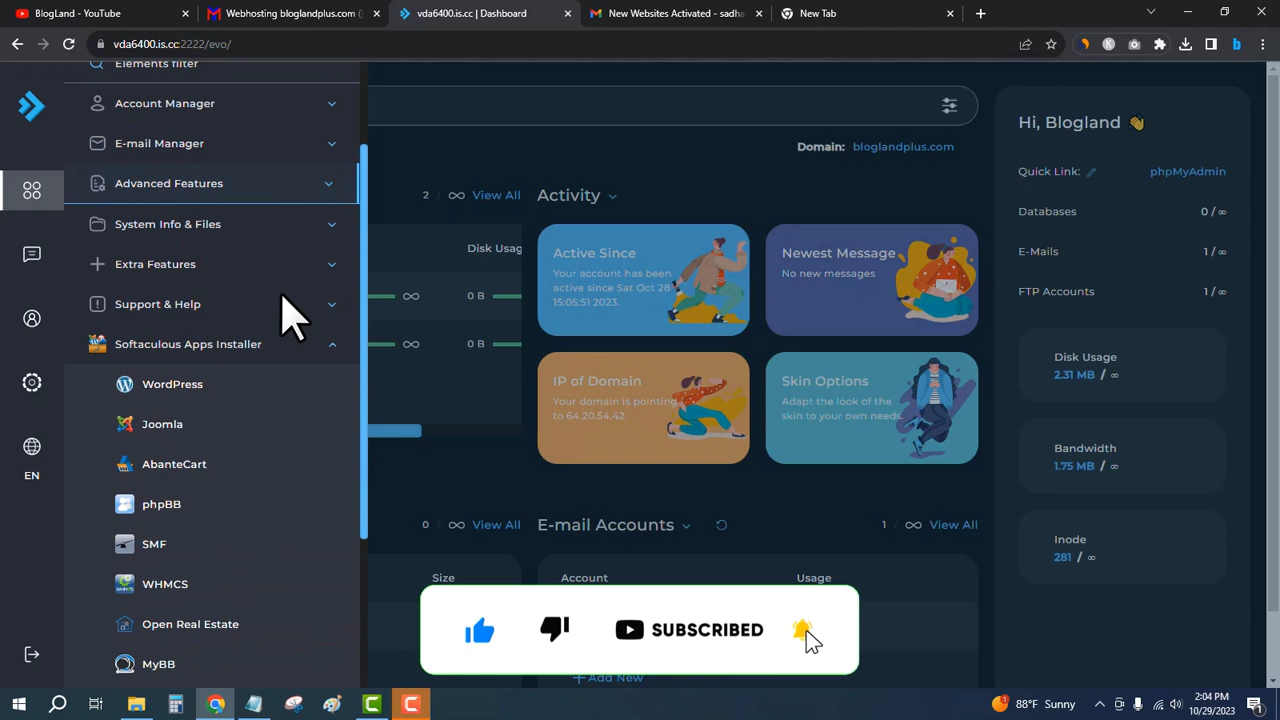 BlogLand - YouTube
Webhosting bloglandplus.com (
vda6400.is.cc | Dashboard
New Websites Activated - sadha
New Tab
vda6400.is.cc:2222/evo/
Elements filter
Account Manager
E-mail Manager
Advanced Features
System Info & Files
Extra Features
Support & Help
Softaculous Apps Installer
WordPress
Joomla
AbanteCart
phpBB
SMF
WHMCS
Open Real Estate
MyBB
EN
Domain: bloglandplus.com
2 / ∞ View All
Disk Usag
∞ 0 B
∞ 0 B
Activity
Active Since
Your account has been
active since Sat Oct 28
15:05:51 2023.
Newest Message
No new messages
IP of Domain
Your domain is pointing
to 64.20.54.42.
Skin Options
Adapt the look of the
skin to your own needs.
0 / ∞ View All
Size
E-mail Accounts
1 / ∞ View All
Account
Usage
+ Add New
SUBSCRIBED
Hi, Blogland
Quick Link: phpMyAdmin
Databases 0 / ∞
E-Mails 1 / ∞
FTP Accounts 1 / ∞
Disk Usage
2.31 MB / ∞
Bandwidth
1.75 MB / ∞
Inode
281 / ∞
88°F Sunny
2:04 PM
10/29/2023